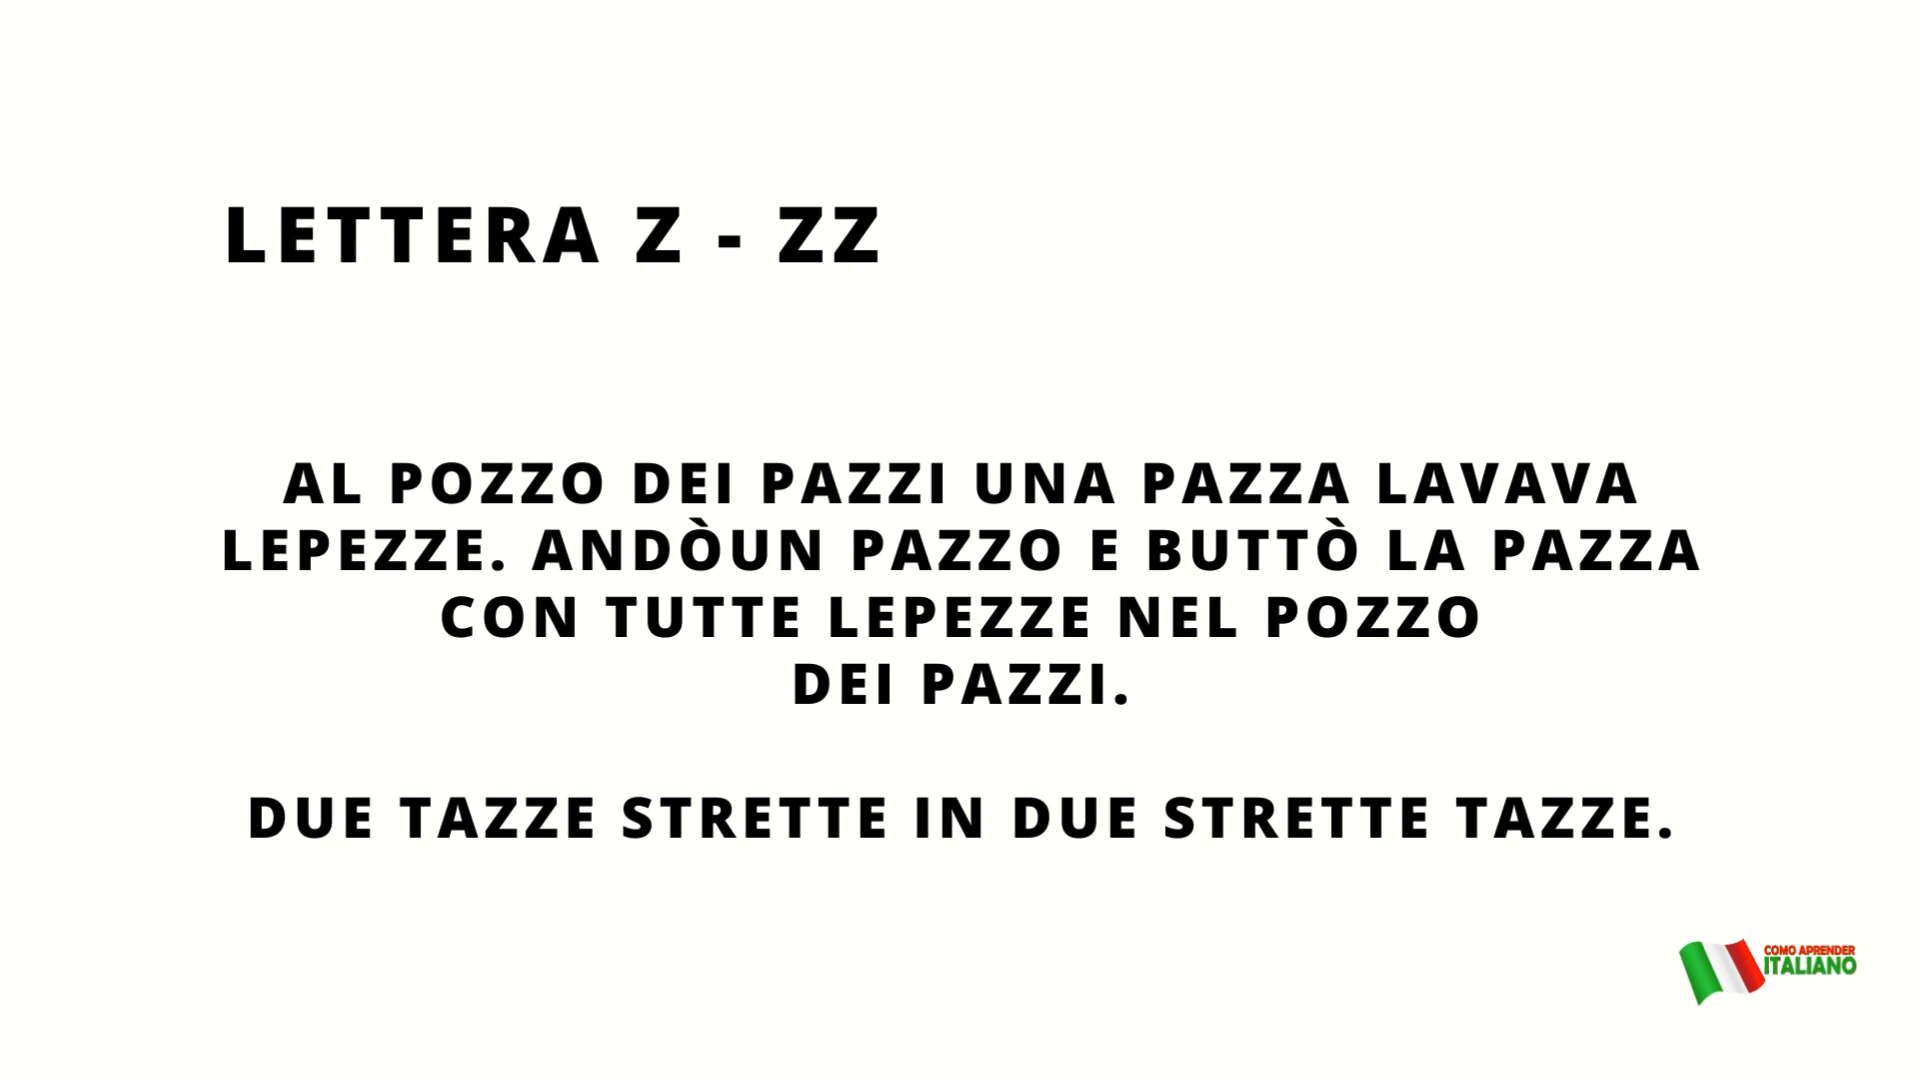 LETTERA Z - ZZ
AL POZZO DEI PAZZI UNA PAZZA LAVAVA
LEPEZZE. ANDÒUN PAZZO E BUTTÒ LA PAZZA
CON TUTTE LEPEZZE NEL POZZO
DEI PAZZI.
DUE TAZZE STRETTE IN DUE STRETTE TAZZE.
COMO APRENDER
ITALIANO